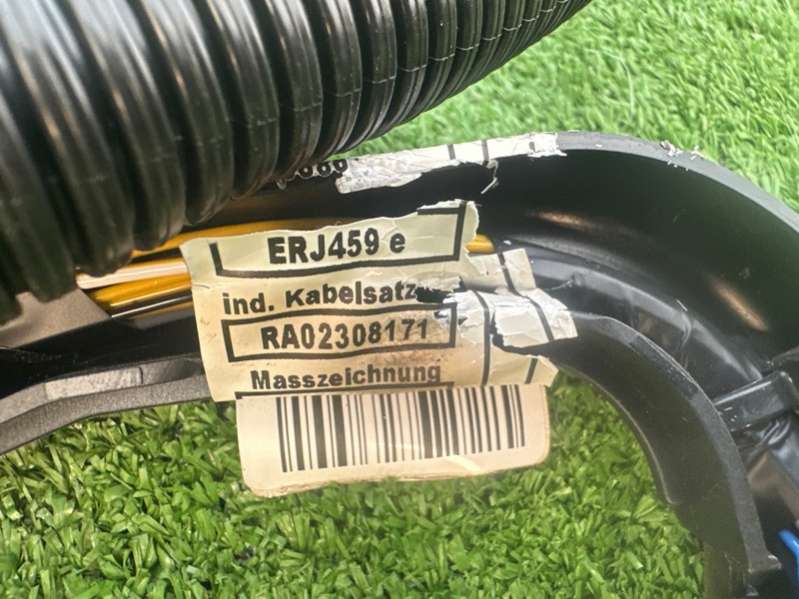 ERJ459 e
ind. Kabelsatz
RA02308171
Masszeichnung